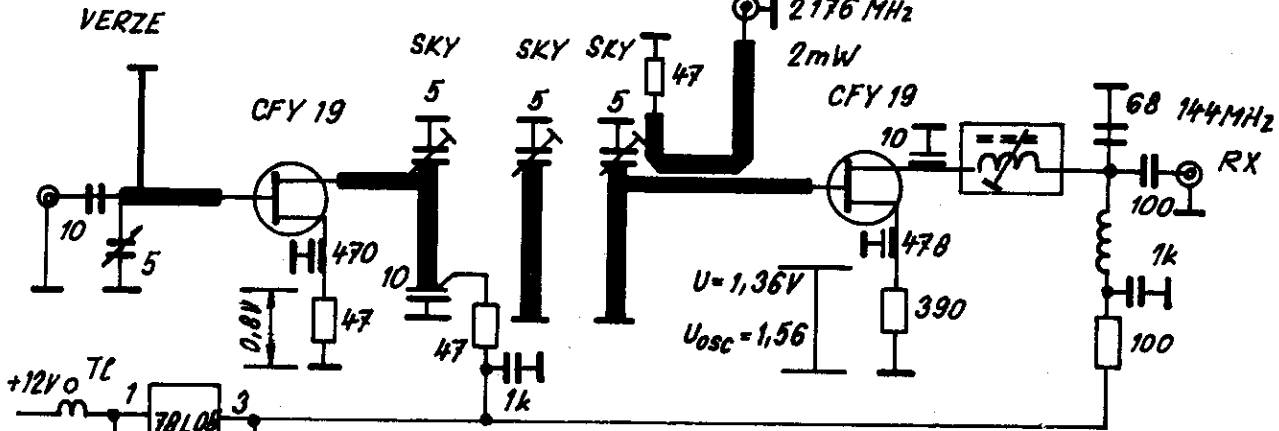 VERZE
2176 MHz
2mW
SKY
SKY
SKY
5
5
5
47
CFY 19
CFY 19
10
68
144MHz
RX
100
10
5
470
0,8V
47
10
47
1k
478
U=1,36V
Uosc=1,56
390
1k
100
+12V
TL
1
78L08
3